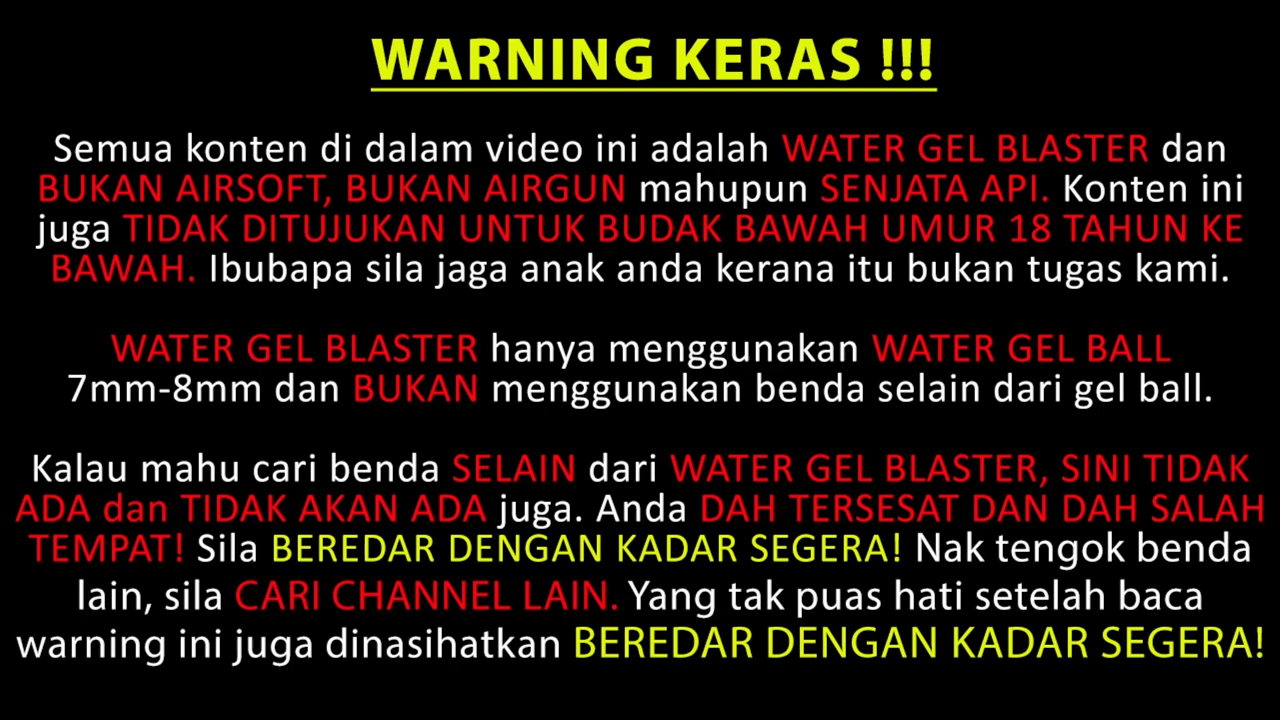 WARNING KERAS !!!
Semua konten di dalam video ini adalah WATER GEL BLASTER dan
BUKAN AIRSOFT, BUKAN AIRGUN mahupun SENJATA API. Konten ini
juga TIDAK DITUJUKAN UNTUK BUDAK BAWAH UMUR 18 TAHUN KE
BAWAH. Ibubapa sila jaga anak anda kerana itu bukan tugas kami.
WATER GEL BLASTER hanya menggunakan WATER GEL BALL
7mm-8mm dan BUKAN menggunakan benda selain dari gel ball.
Kalau mahu cari benda SELAIN dari WATER GEL BLASTER, SINI TIDAK
ADA dan TIDAK AKAN ADA juga. Anda DAH TERSESAT DAN DAH SALAH
TEMPAT! Sila BEREDAR DENGAN KADAR SEGERA! Nak tengok benda
lain, sila CARI CHANNEL LAIN. Yang tak puas hati setelah baca
warning ini juga dinasihatkan BEREDAR DENGAN KADAR SEGERA!